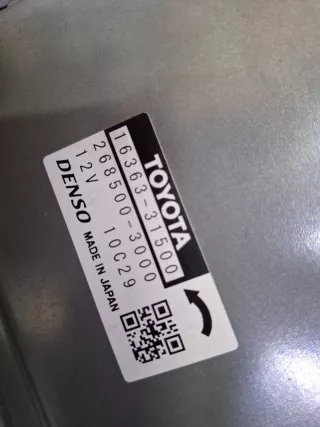 TOYOTA
16363-31500
268500-3000
12V 10C29
DENSO MADE IN JAPAN